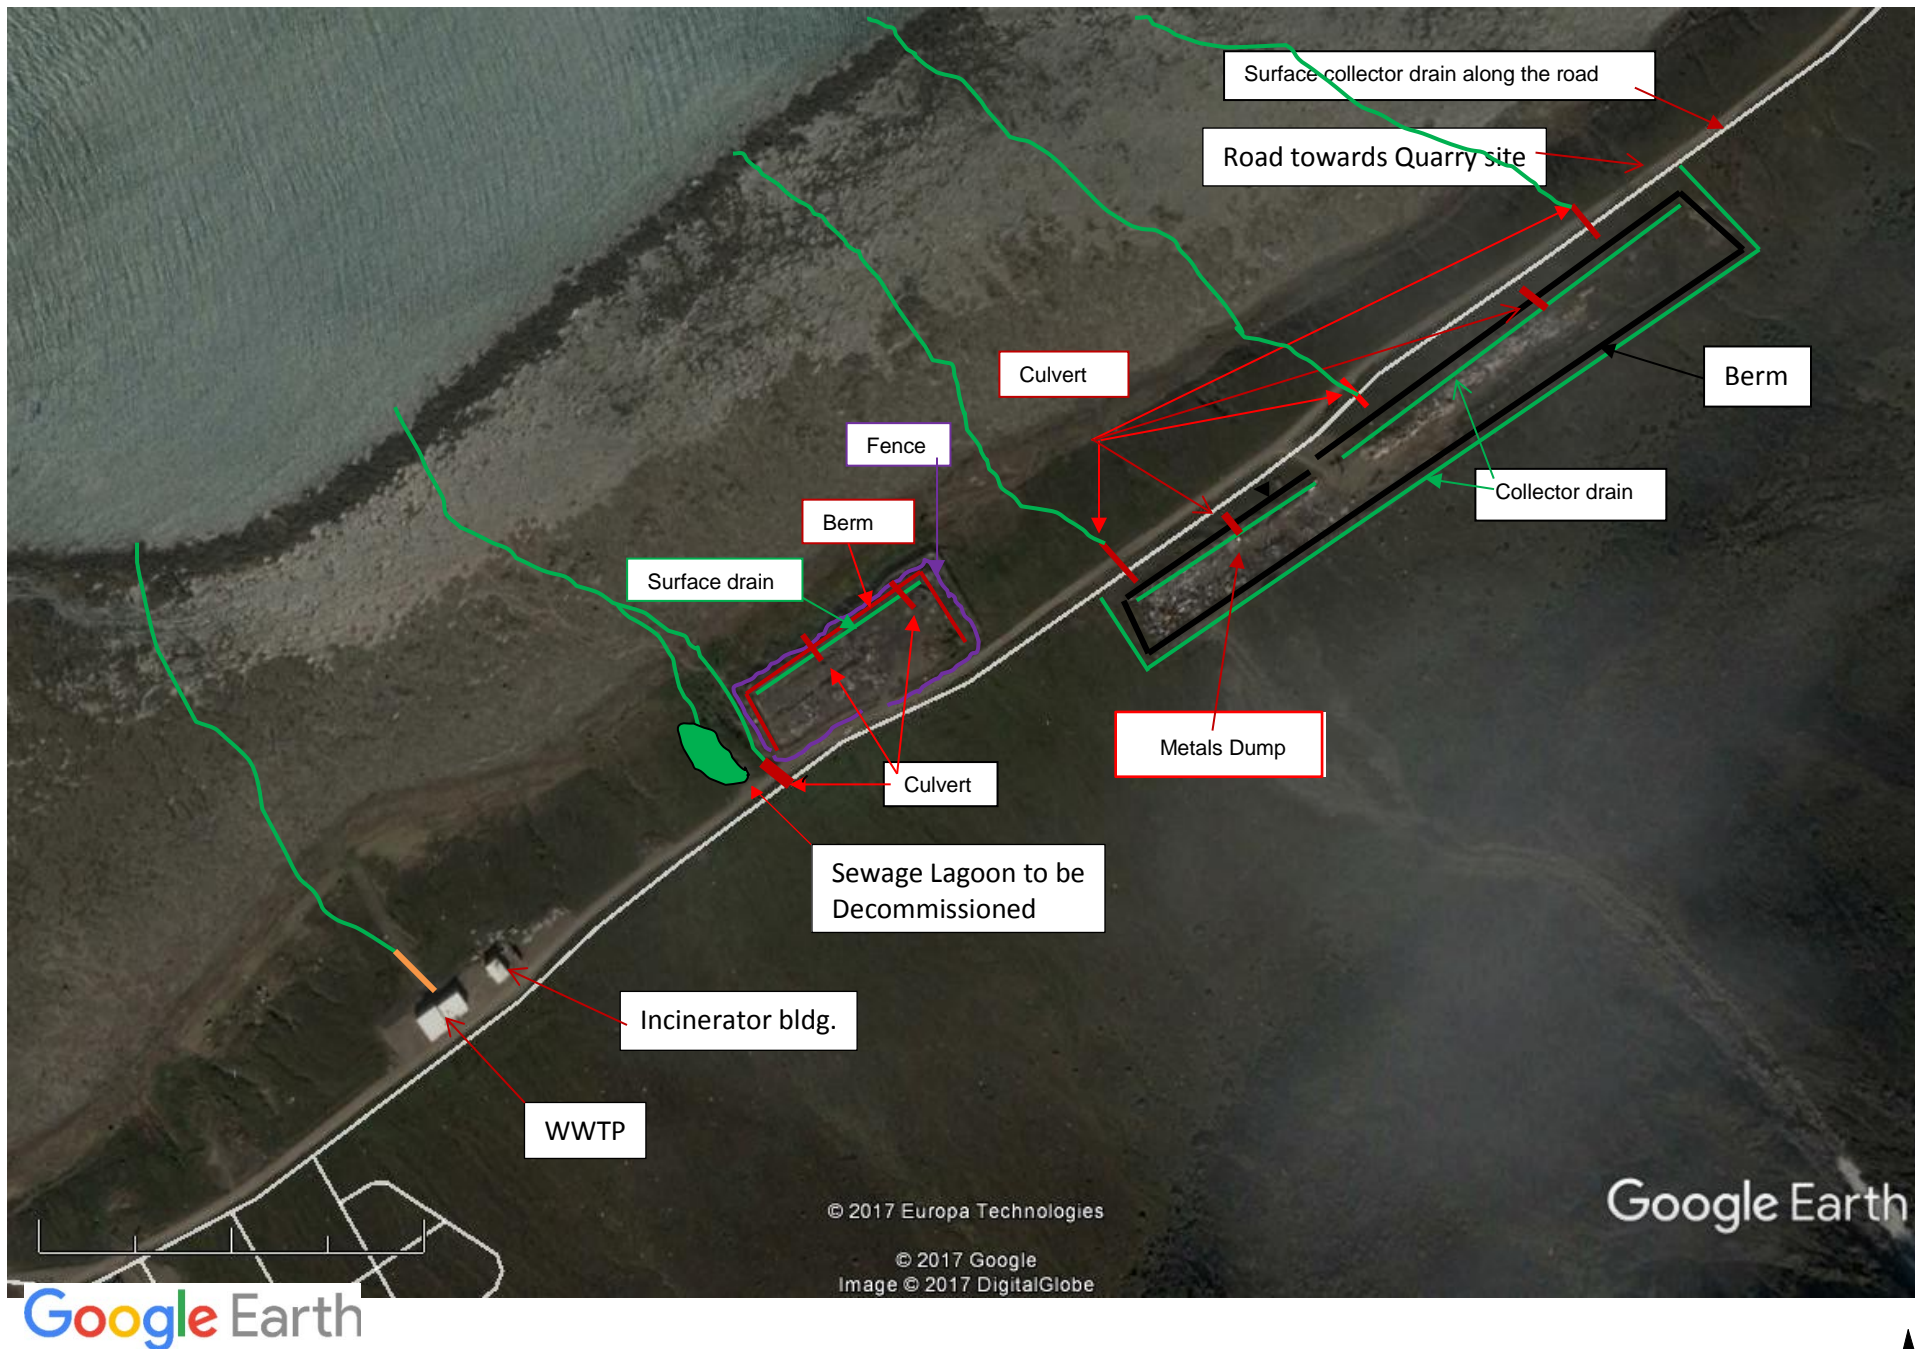 Surface collector drain along the road
Road towards Quarry site
Culvert
Berm
Fence
Collector drain
Berm
Surface drain
Metals Dump
Culvert
Sewage Lagoon to be
Decommissioned
Incinerator bldg.
WWTP
© 2017 Europa Technologies
© 2017 Google
Image © 2017 DigitalGlobe
Google Earth
Google Earth